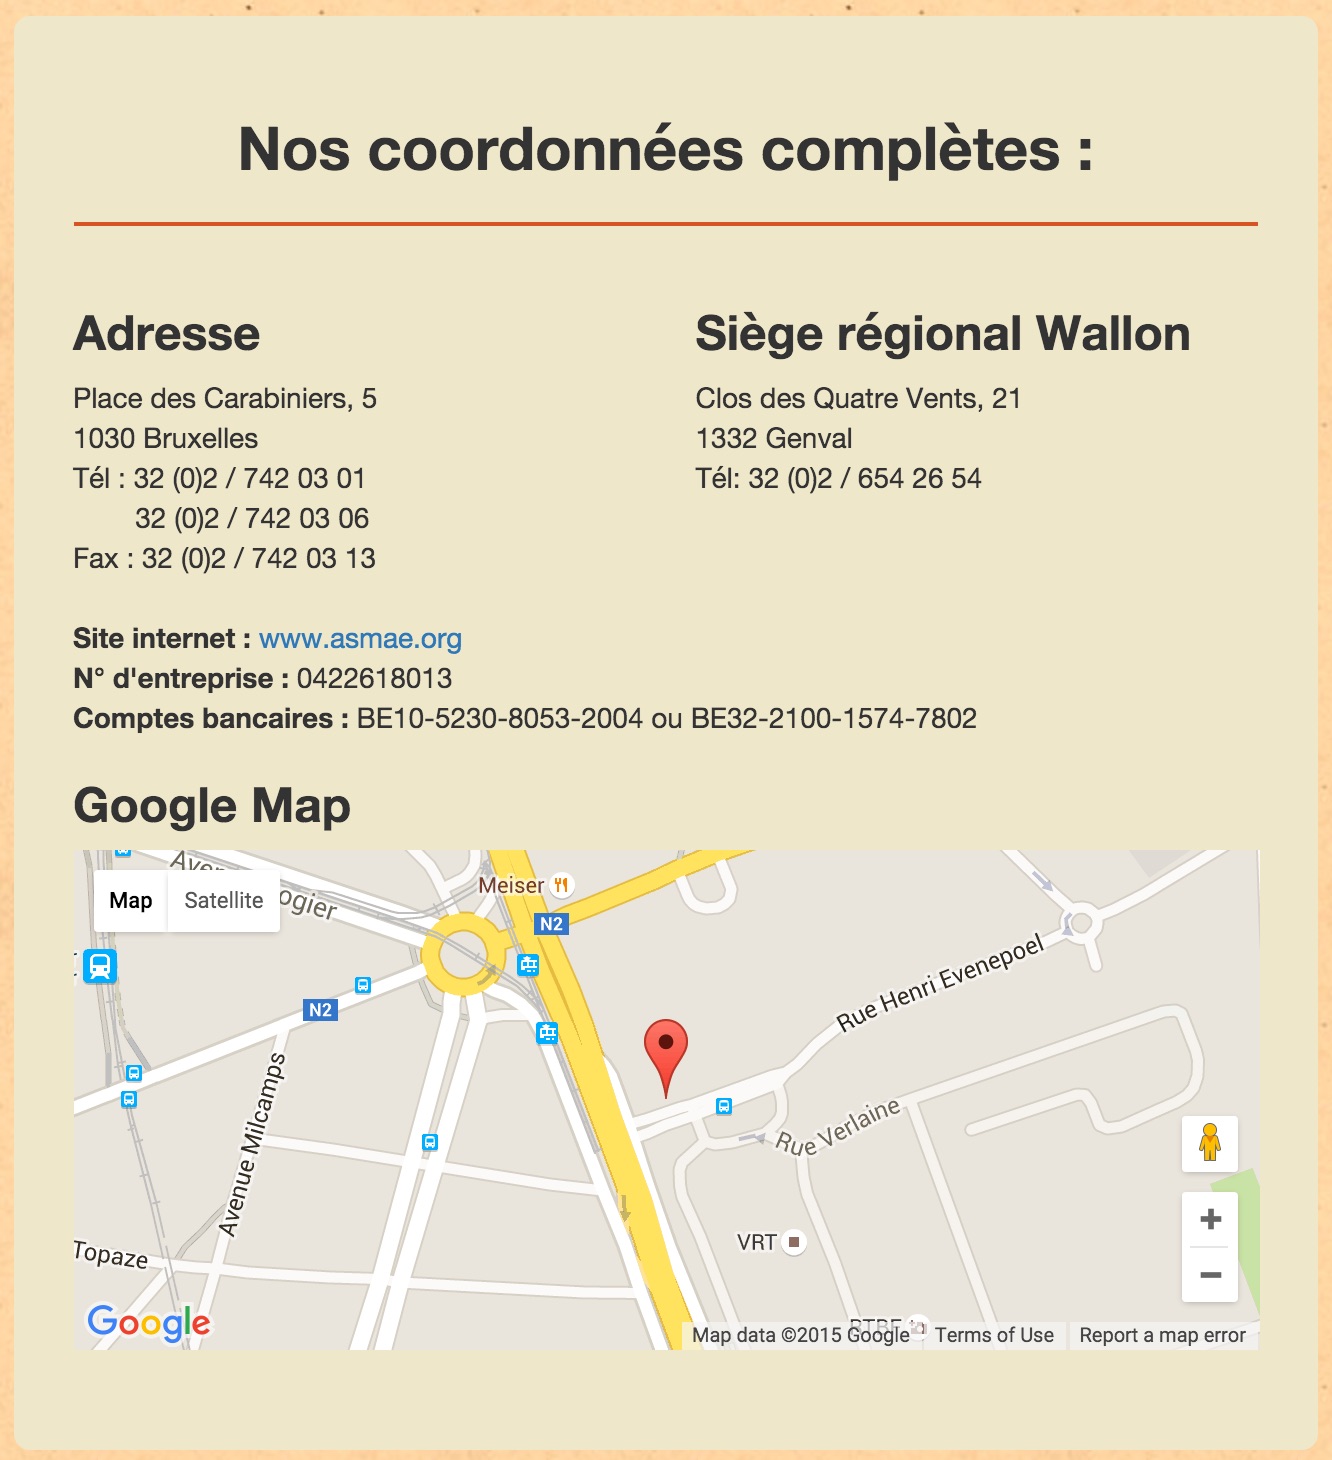 Nos coordonnées complètes :
Adresse
Place des Carabiniers, 5
1030 Bruxelles
Tél : 32 (0)2 / 742 03 01
32 (0)2 / 742 03 06
Fax : 32 (0)2 / 742 03 13
Siège régional Wallon
Clos des Quatre Vents, 21
1332 Genval
Tél: 32 (0)2 / 654 26 54
Site internet : www.asmae.org
N° d'entreprise : 0422618013
Comptes bancaires : BE10-5230-8053-2004 ou BE32-2100-1574-7802
Google Map
Map
Satellite
Meiser
N2
N2
Rue Henri Evenepoel
Avenue Milcamps
Rue Verlaine
VRT
Topaze
RTBF
Google
Map data ©2015 Google
Terms of Use
Report a map error